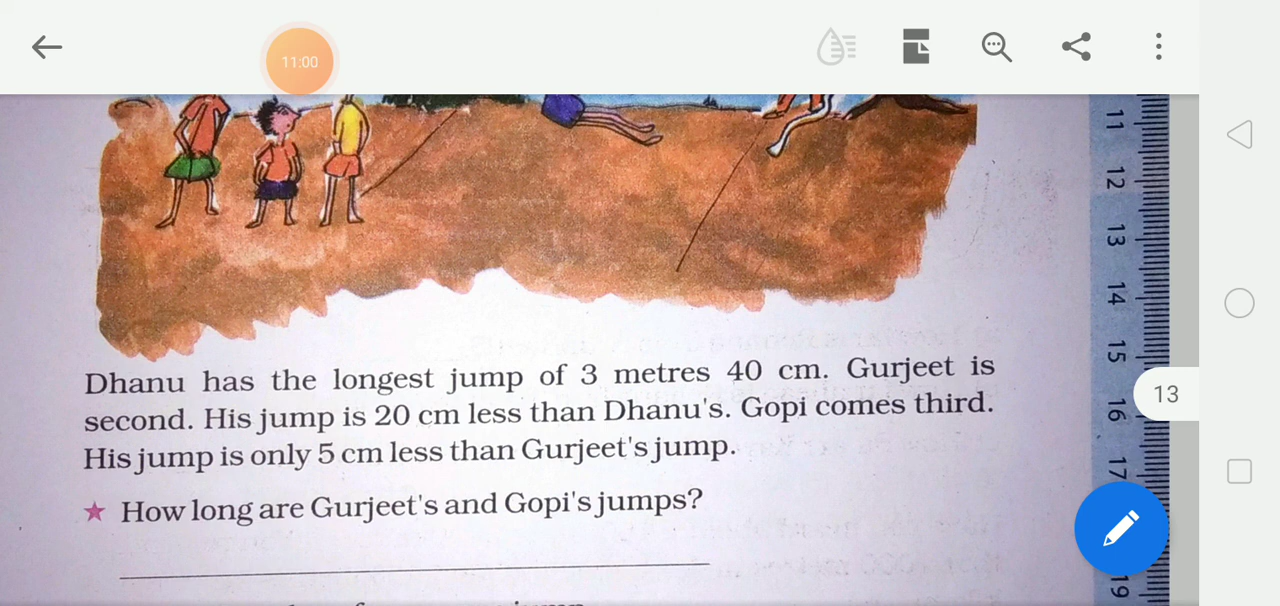 11:00
11
12
13
14
15
16
17
19
13
Dhanu has the longest jump of 3 metres 40 cm. Gurjeet is
second. His jump is 20 cm less than Dhanu's. Gopi comes third.
His jump is only 5 cm less than Gurjeet's jump.
★ How long are Gurjeet's and Gopi's jumps?